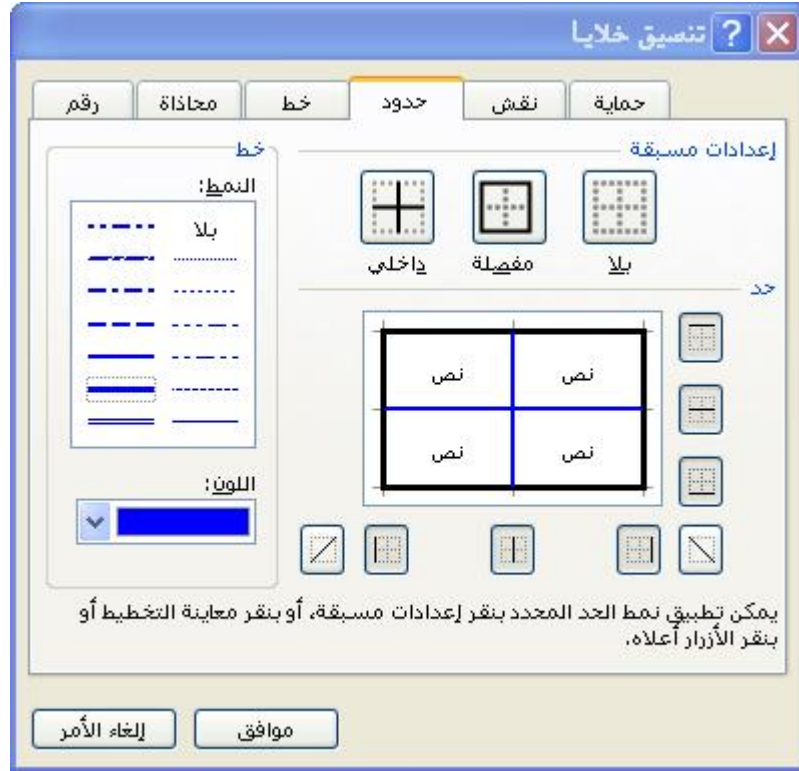 تنسيق خلايا
رقم محاذاة خط حدود نقش حماية
إعدادات مسبقة
بلا مفصلة داخلي
حد
نص نص
نص نص
خط
النمط:
بلا
اللون:
يمكن تطبيق نمط الحد المحدد بنقر إعدادات مسبقة، أو بنقر معاينة التخطيط أو
بنقر الأزرار أعلاه.
موافق إلغاء الأمر